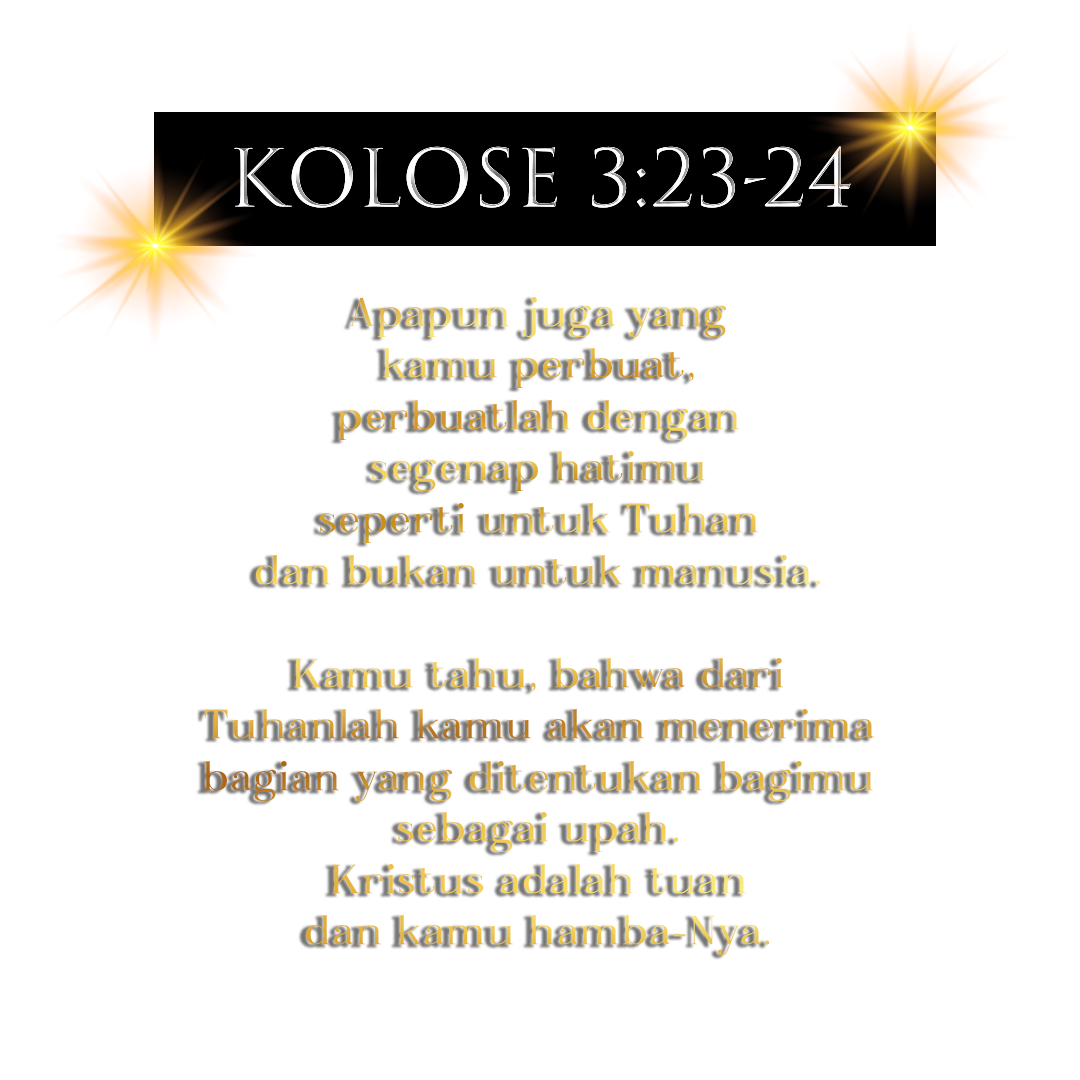 KOLOSE 3:23-24
Apapun juga yang
kamu perbuat,
perbuatlah dengan
segenap hatimu
seperti untuk Tuhan
dan bukan untuk manusia.
Kamu tahu, bahwa dari
Tuhanlah kamu akan menerima
bagian yang ditentukan bagimu
sebagai upah.
Kristus adalah tuan
dan kamu hamba-Nya.